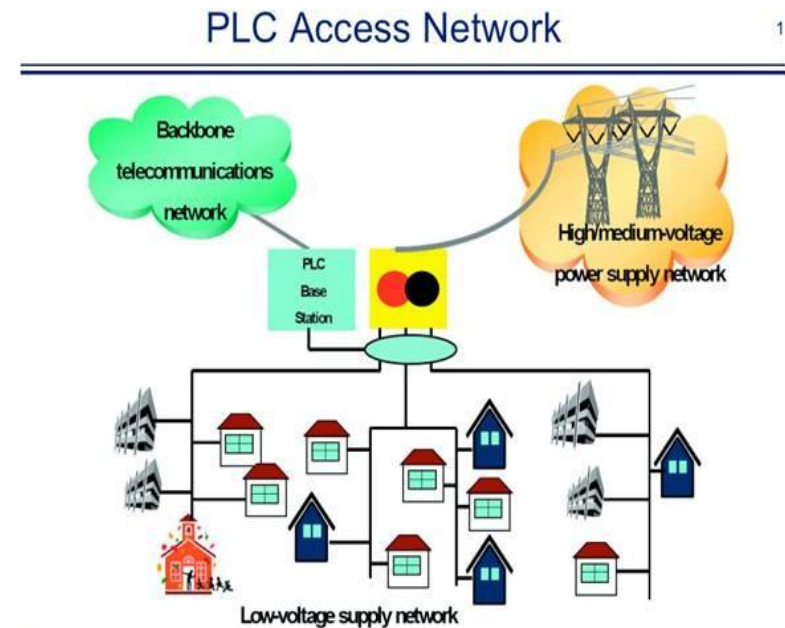 PLC Access Network
1
Backbone
telecommunications
network
High/medium-voltage
power supply network
PLC
Base
Station
Low-voltage supply network